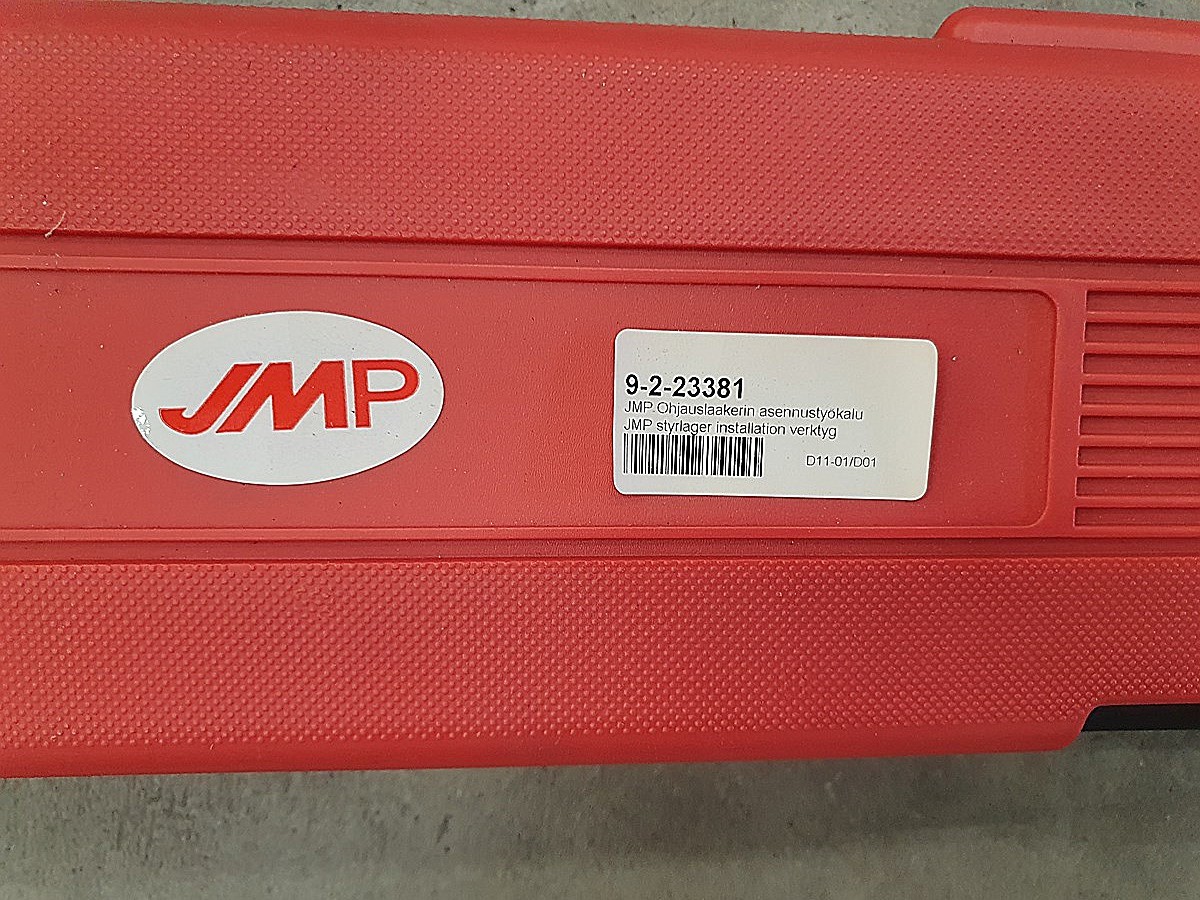 JMP
9-2-23381
JMP Ohjauslaakerin asennustyökalu
JMP styrlager installation verktyg
D11-01/D01